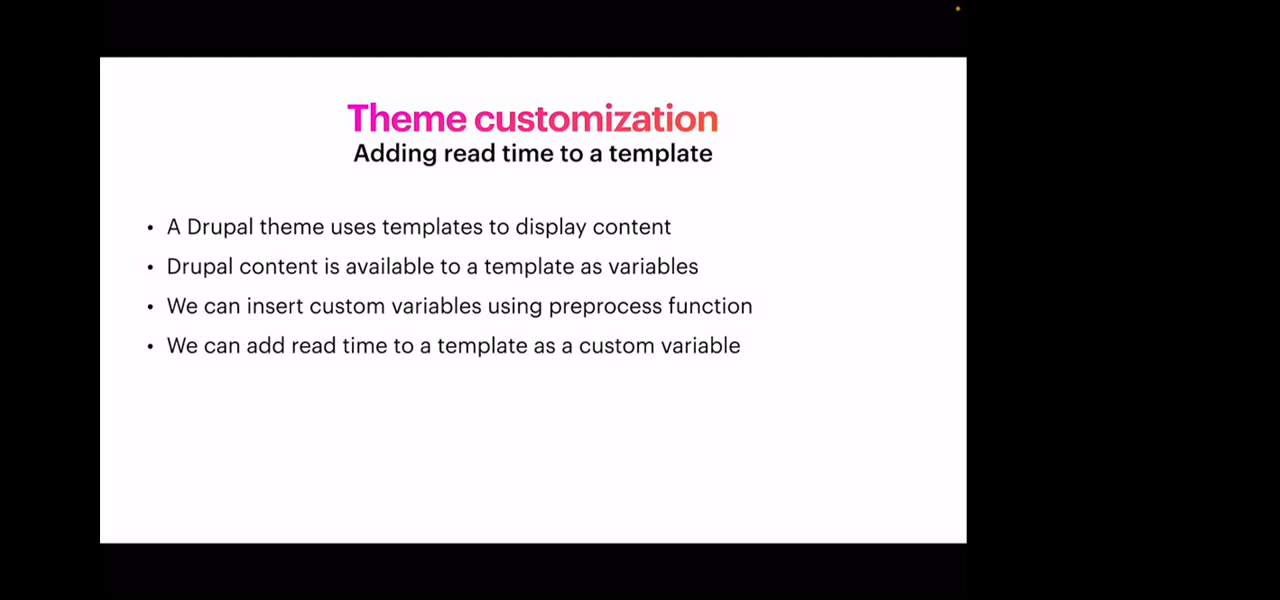 Theme customization
Adding read time to a template
• A Drupal theme uses templates to display content
• Drupal content is available to a template as variables
• We can insert custom variables using preprocess function
• We can add read time to a template as a custom variable